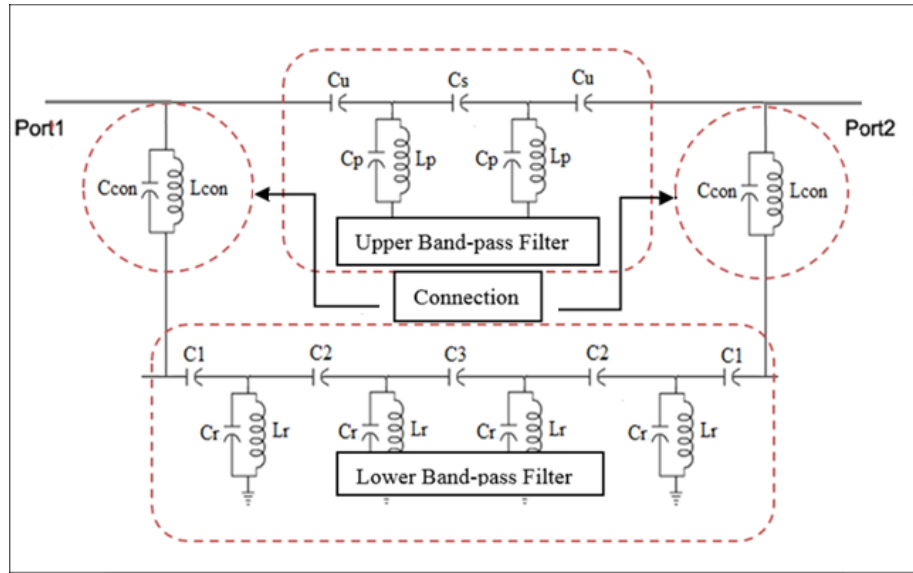 Cu Cs Cu
Port1 Port2
Cp Lp Cp Lp
Ccon Lcon Ccon Lcon
Upper Band-pass Filter
Connection
C1 C2 C3 C2 C1
Cr Lr Cr Lr Cr Lr Cr Lr
Lower Band-pass Filter